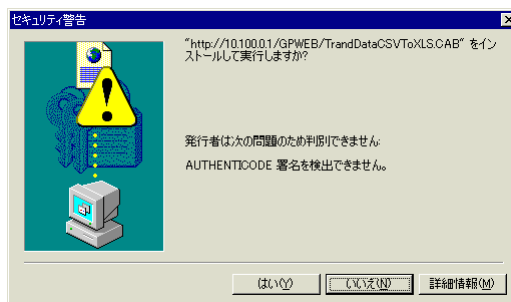 セキュリティ警告
"http://10.100.0.1/GPWEB/TrandDataCSVToXLS.CAB" をイン
ストールして実行しますか?
発行者は次の問題のため判別できません:
AUTHENTICODE 署名を検出できません。
はい(Y)
いいえ(N)
詳細情報(M)